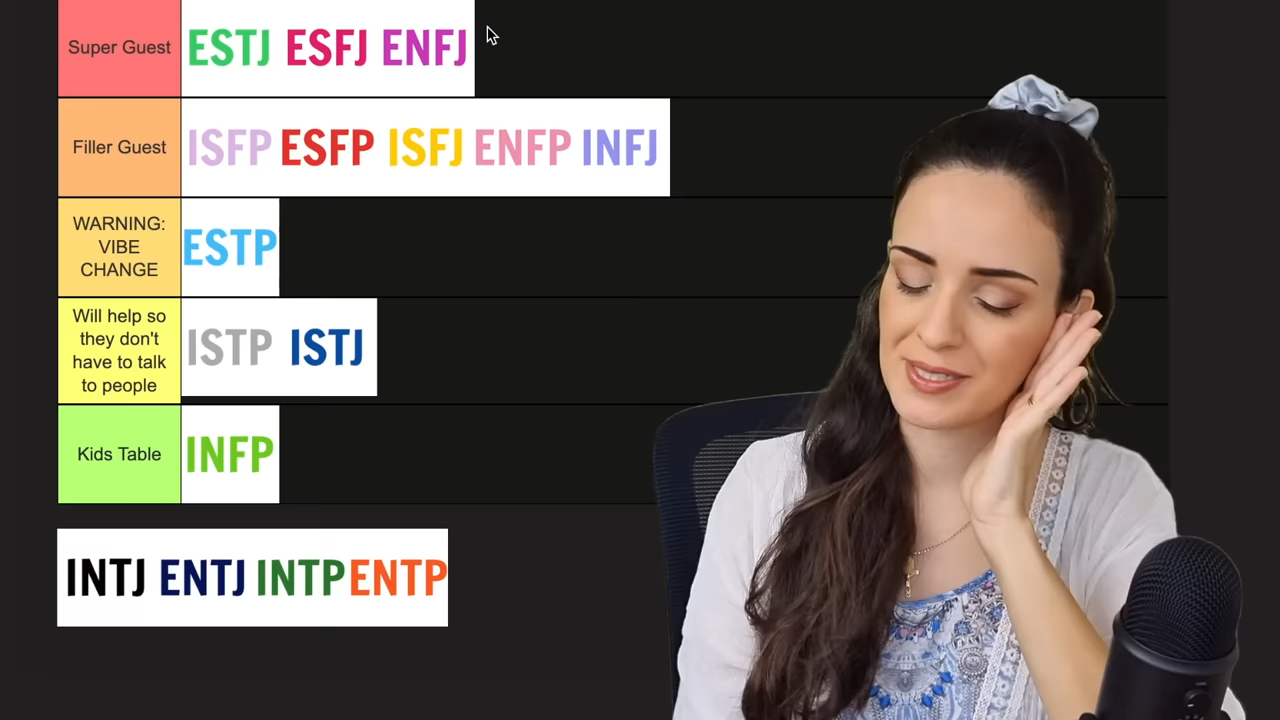 Super Guest
ESTJ ESFJ ENFJ
Filler Guest
ISFP ESFP ISFJ ENFP INFJ
WARNING:
VIBE
CHANGE
ESTP
Will help so
they don't
have to talk
to people
ISTP ISTJ
Kids Table
INFP
INTJ ENTJ INTP ENTP